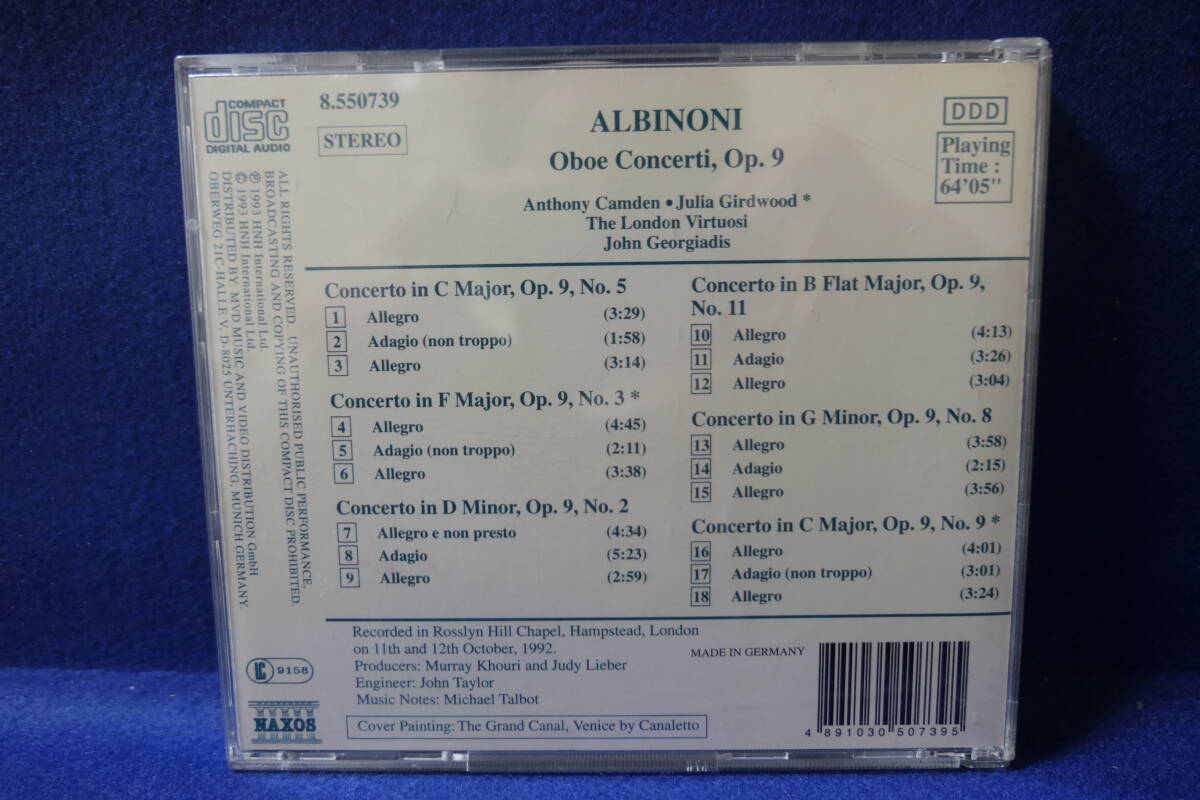 COMPACT
disc
DIGITAL AUDIO
8.550739
STEREO
ALBINONI
Oboe Concerti, Op. 9
Anthony Camden • Julia Girdwood *
The London Virtuosi
John Georgiadis
DDD
Playing
Time :
64'05"
ALL RIGHTS RESERVED. UNAUTHORISED PUBLIC PERFORMANCE,
BROADCASTING AND COPYING OF THIS COMPACT DISC PROHIBITED.
℗ 1993 HNH International Ltd.
© 1993 HNH International Ltd.
DISTRIBUTED BY: MVD MUSIC AND VIDEO DISTRIBUTION GmbH
OBERWEG 21C-HALLE V, D-8025 UNTERHACHING, MUNICH GERMANY.
Concerto in C Major, Op. 9, No. 5
1 Allegro (3:29)
2 Adagio (non troppo) (1:58)
3 Allegro (3:14)
Concerto in F Major, Op. 9, No. 3 *
4 Allegro (4:45)
5 Adagio (non troppo) (2:11)
6 Allegro (3:38)
Concerto in D Minor, Op. 9, No. 2
7 Allegro e non presto (4:34)
8 Adagio (5:23)
9 Allegro (2:59)
Concerto in B Flat Major, Op. 9,
No. 11
10 Allegro (4:13)
11 Adagio (3:26)
12 Allegro (3:04)
Concerto in G Minor, Op. 9, No. 8
13 Allegro (3:58)
14 Adagio (2:15)
15 Allegro (3:56)
Concerto in C Major, Op. 9, No. 9 *
16 Allegro (4:01)
17 Adagio (non troppo) (3:01)
18 Allegro (3:24)
Recorded in Rosslyn Hill Chapel, Hampstead, London
on 11th and 12th October, 1992.
Producers: Murray Khouri and Judy Lieber
Engineer: John Taylor
Music Notes: Michael Talbot
Cover Painting: The Grand Canal, Venice by Canaletto
MADE IN GERMANY
LC 9158
NAXOS
4 891030 507395